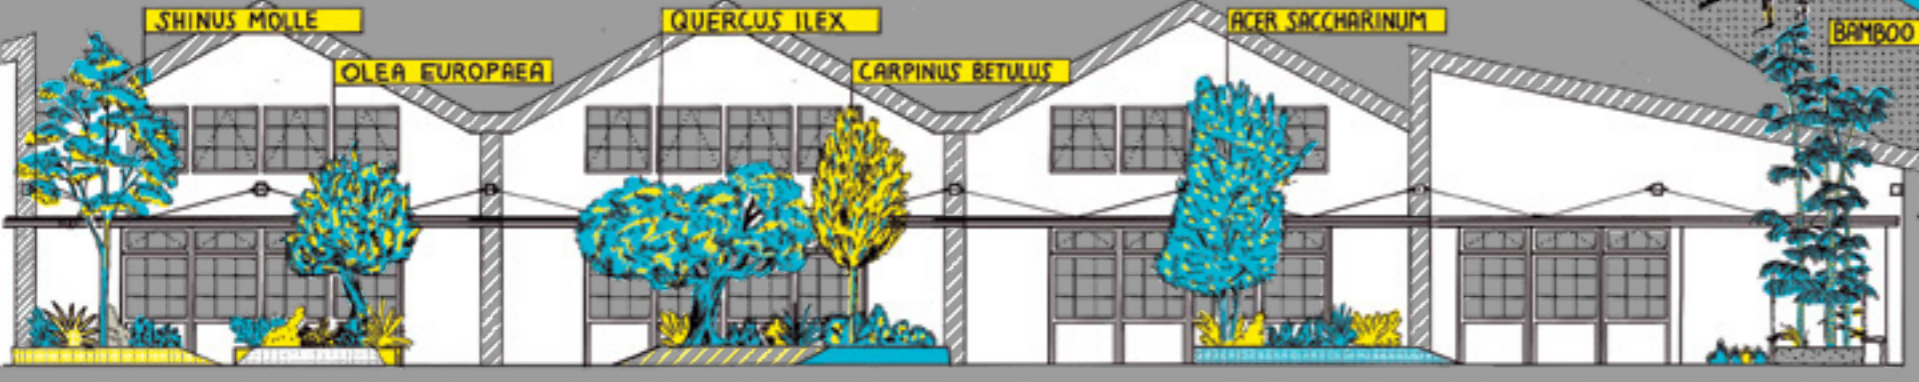 SHINUS MOLLE
OLEA EUROPAEA
QUERCUS ILEX
CARPINUS BETULUS
ACER SACCHARINUM
BAMBOO